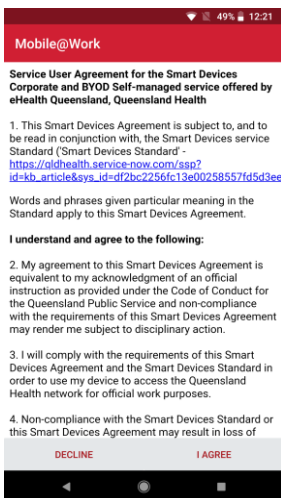 49% 12:21
Mobile@Work
Service User Agreement for the Smart Devices
Corporate and BYOD Self-managed service offered by
eHealth Queensland, Queensland Health
1. This Smart Devices Agreement is subject to, and to
be read in conjunction with, the Smart Devices service
Standard ('Smart Devices Standard' -
https://qldhealth.service-now.com/ssp?
id=kb_article&sys_id=df2bc2256fc13e00258557fd5d3ee
Words and phrases given particular meaning in the
Standard apply to this Smart Devices Agreement.
I understand and agree to the following:
2. My agreement to this Smart Devices Agreement is
equivalent to my acknowledgment of an official
instruction as provided under the Code of Conduct for
the Queensland Public Service and non-compliance
with the requirements of this Smart Devices Agreement
may render me subject to disciplinary action.
3. I will comply with the requirements of this Smart
Devices Agreement and the Smart Devices Standard in
order to use my device to access the Queensland
Health network for official work purposes.
4. Non-compliance with the Smart Devices Standard or
this Smart Devices Agreement may result in loss of
DECLINE I AGREE